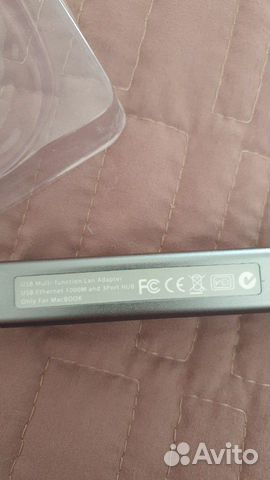 USB Multi-function Lan Adapter
USB Ethernet 1000M and 3Port HUB
Only For MacBOOK
FC CE
Avito